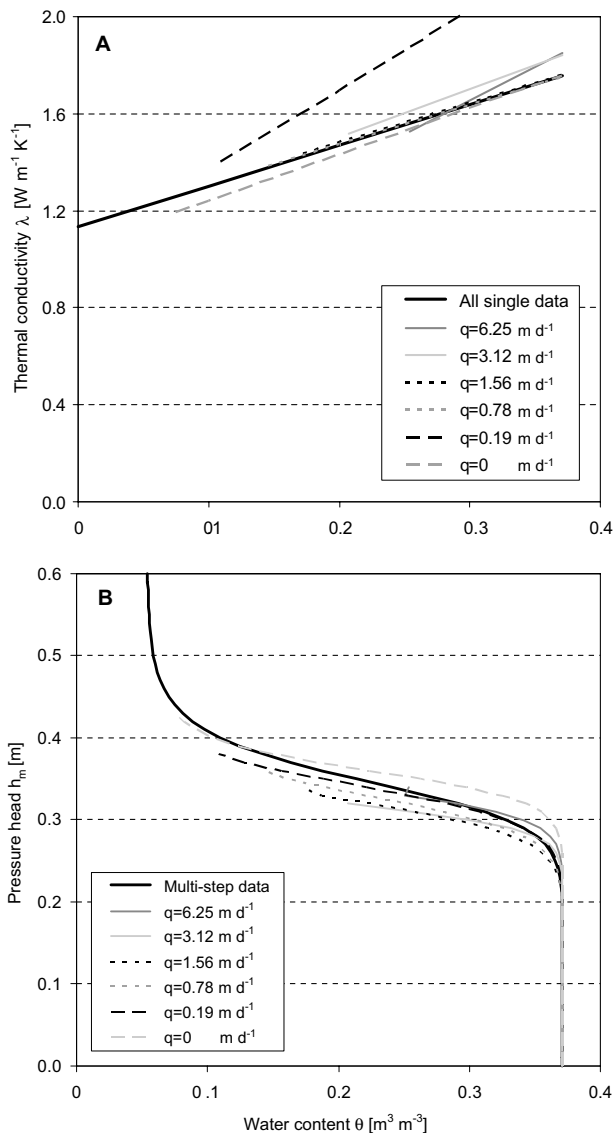 2.0
A
1.6
1.2
0.8
0.4
0.0
Thermal conductivity λ [W m⁻¹ K⁻¹]
All single data
q=6.25 m d⁻¹
q=3.12 m d⁻¹
q=1.56 m d⁻¹
q=0.78 m d⁻¹
q=0.19 m d⁻¹
q=0 m d⁻¹
0 01 0.2 0.3 0.4
0.6
B
0.5
0.4
0.3
0.2
0.1
0.0
Pressure head hₘ [m]
Multi-step data
q=6.25 m d⁻¹
q=3.12 m d⁻¹
q=1.56 m d⁻¹
q=0.78 m d⁻¹
q=0.19 m d⁻¹
q=0 m d⁻¹
0 0.1 0.2 0.3 0.4
Water content θ [m³ m⁻³]